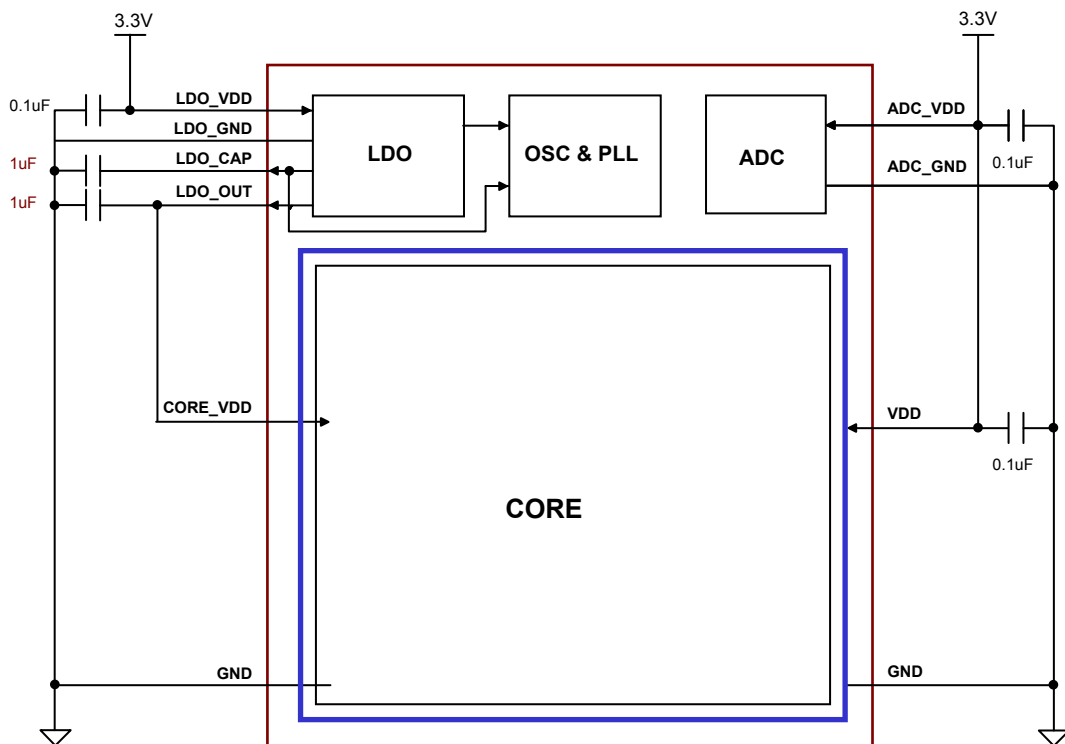 3.3V
3.3V
0.1uF
LDO_VDD
LDO_GND
1uF
LDO_CAP
1uF
LDO_OUT
LDO
OSC & PLL
ADC
ADC_VDD
0.1uF
ADC_GND
CORE_VDD
VDD
0.1uF
CORE
GND
GND